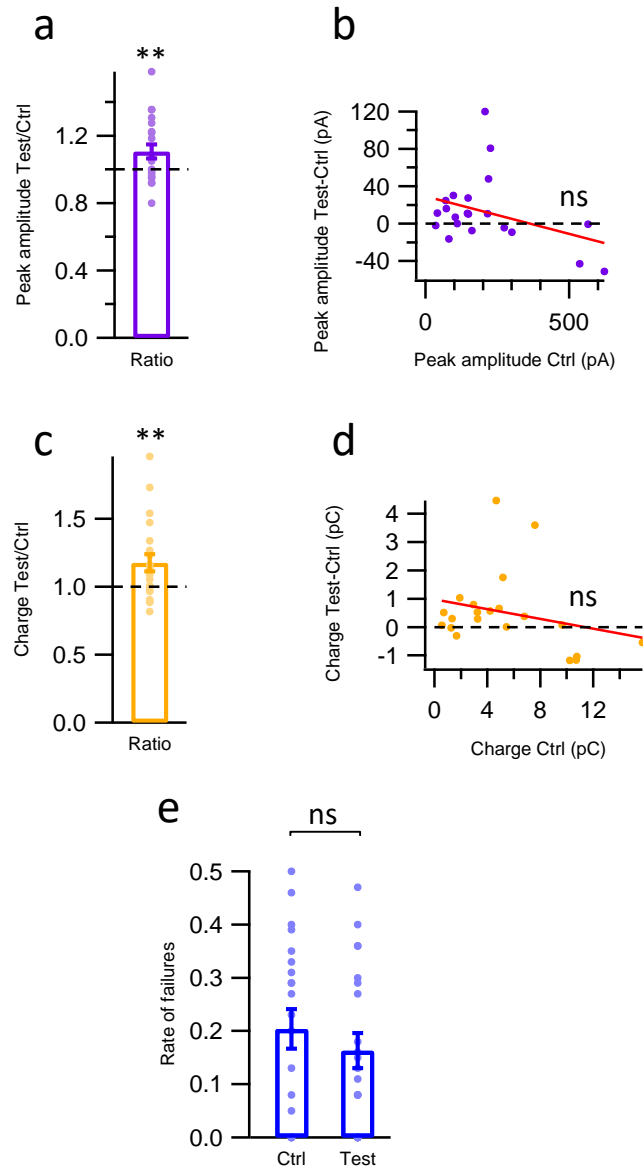 a
**
Peak amplitude Test/Ctrl
1.2
0.8
0.4
0.0
Ratio
b
Peak amplitude Test-Ctrl (pA)
120
80
40
0
-40
ns
0
500
Peak amplitude Ctrl (pA)
c
**
Charge Test/Ctrl
1.5
1.0
0.5
0.0
Ratio
d
Charge Test-Ctrl (pC)
4
3
2
1
0
-1
ns
0
4
8
12
Charge Ctrl (pC)
e
ns
Rate of failures
0.5
0.4
0.3
0.2
0.1
0.0
Ctrl
Test